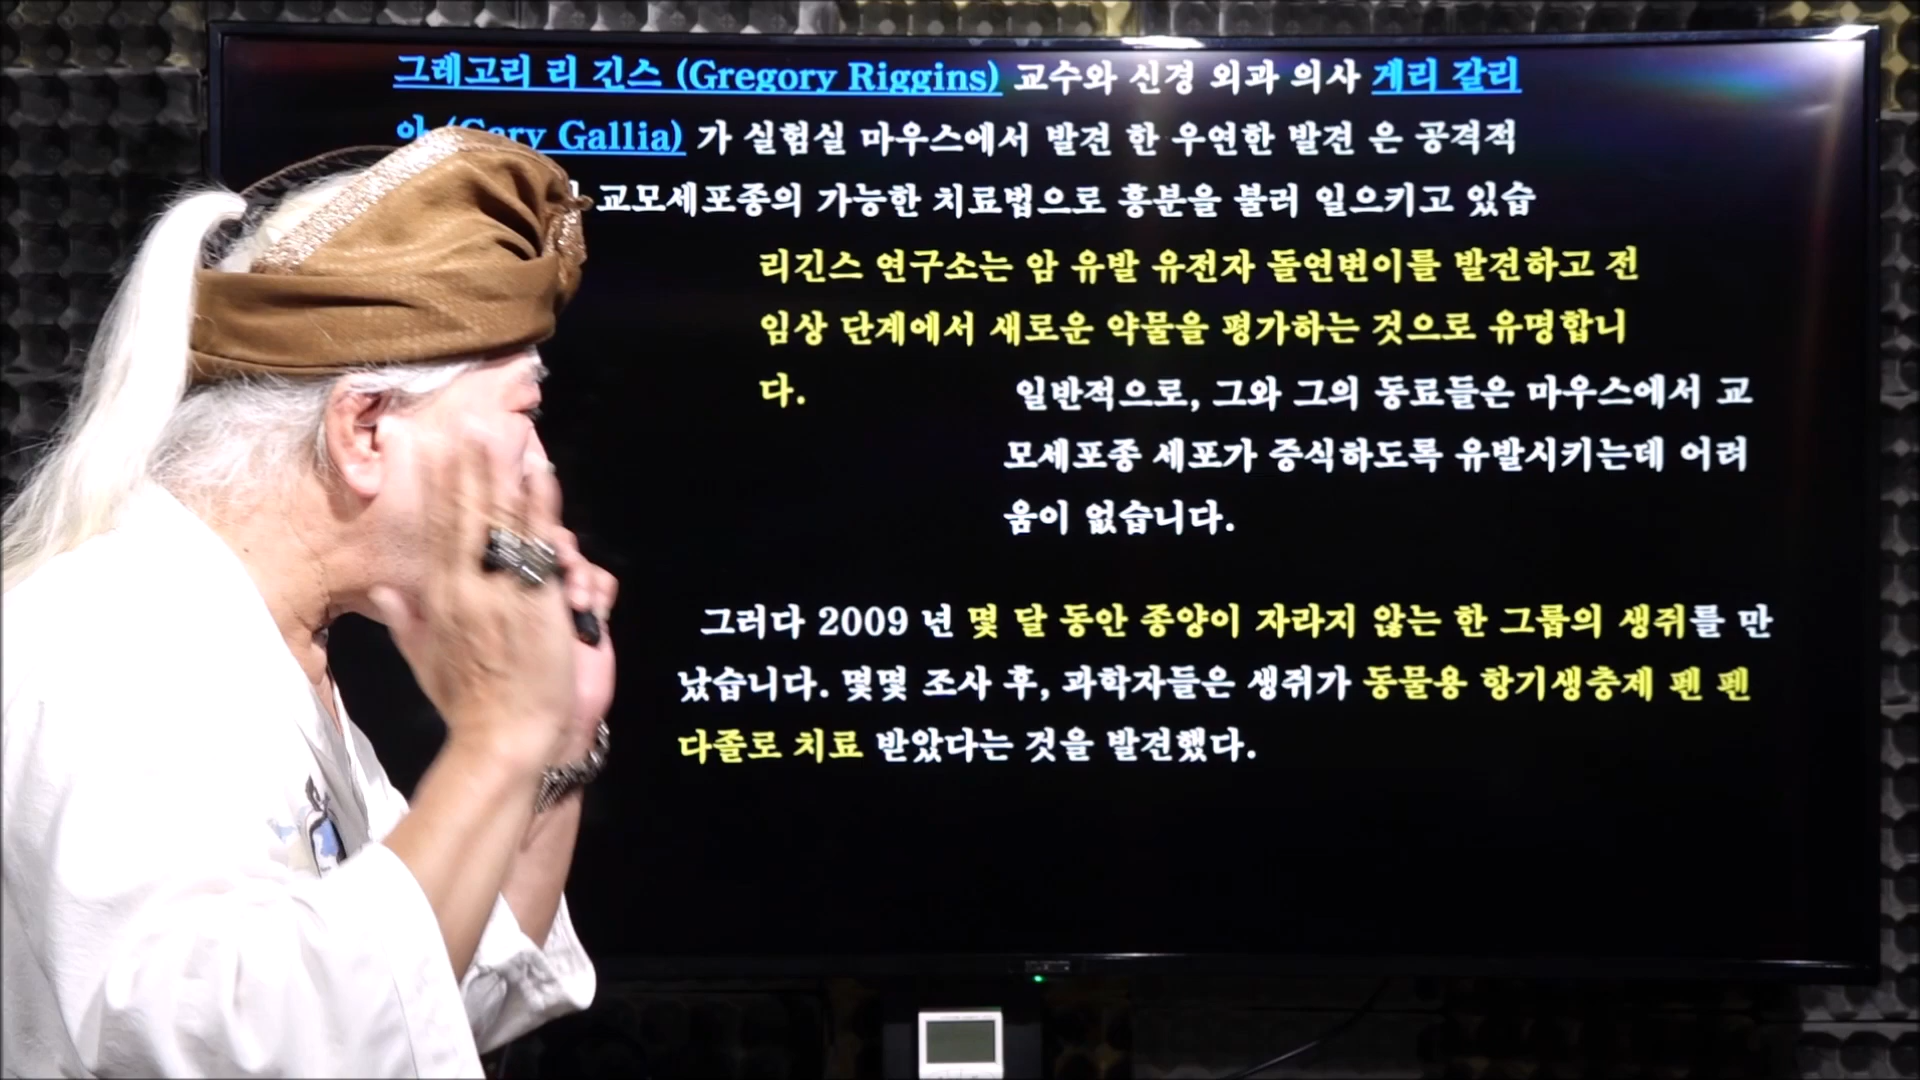 그레고리 리 긴스 (Gregory Riggins) 교수와 신경 외과 의사 게리 갈리
아 (Gary Gallia) 가 실험실 마우스에서 발견 한 우연한 발견 은 공격적
교모세포종의 가능한 치료법으로 흥분을 불러 일으키고 있습
리긴스 연구소는 암 유발 유전자 돌연변이를 발견하고 전
임상 단계에서 새로운 약물을 평가하는 것으로 유명합니
다. 일반적으로, 그와 그의 동료들은 마우스에서 교
모세포종 세포가 증식하도록 유발시키는데 어려
움이 없습니다.
그러다 2009 년 몇 달 동안 종양이 자라지 않는 한 그룹의 생쥐를 만
났습니다. 몇몇 조사 후, 과학자들은 생쥐가 동물용 항기생충제 펜 펜
다졸로 치료 받았다는 것을 발견했다.